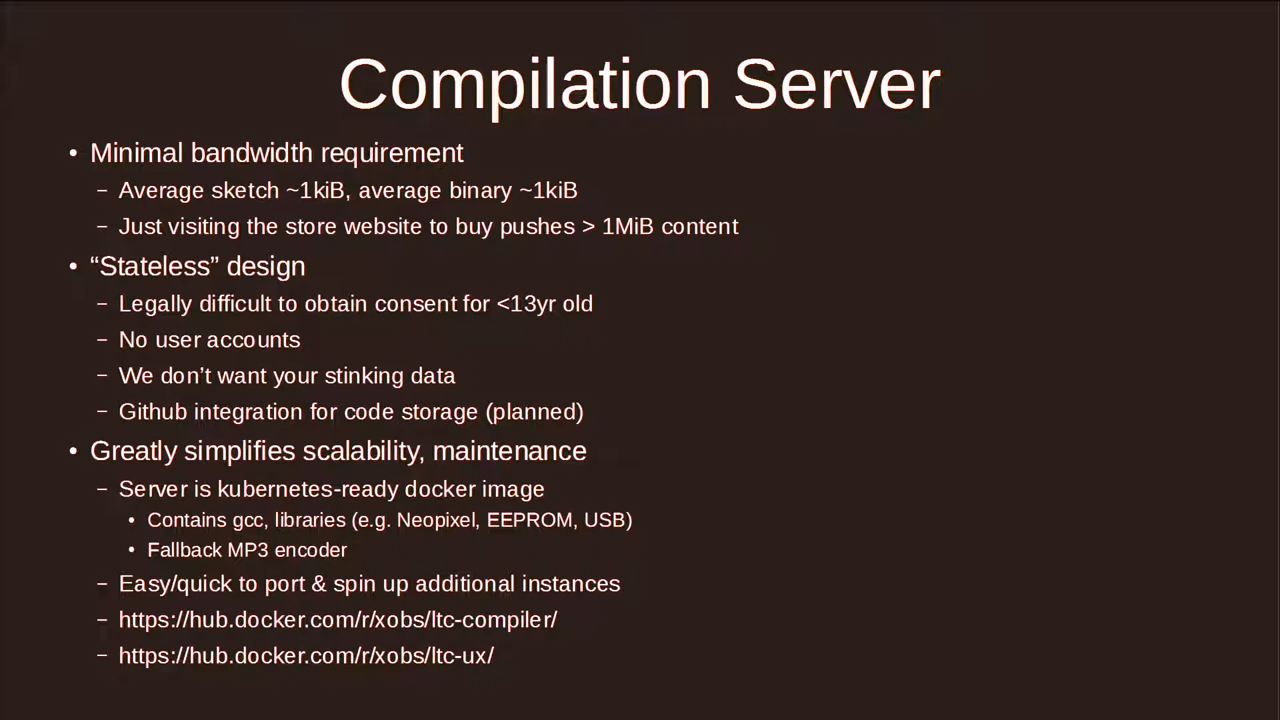 Compilation Server
• Minimal bandwidth requirement
– Average sketch ~1kiB, average binary ~1kiB
– Just visiting the store website to buy pushes > 1MiB content
• “Stateless” design
– Legally difficult to obtain consent for <13yr old
– No user accounts
– We don’t want your stinking data
– Github integration for code storage (planned)
• Greatly simplifies scalability, maintenance
– Server is kubernetes-ready docker image
• Contains gcc, libraries (e.g. Neopixel, EEPROM, USB)
• Fallback MP3 encoder
– Easy/quick to port & spin up additional instances
– https://hub.docker.com/r/xobs/ltc-compiler/
– https://hub.docker.com/r/xobs/ltc-ux/